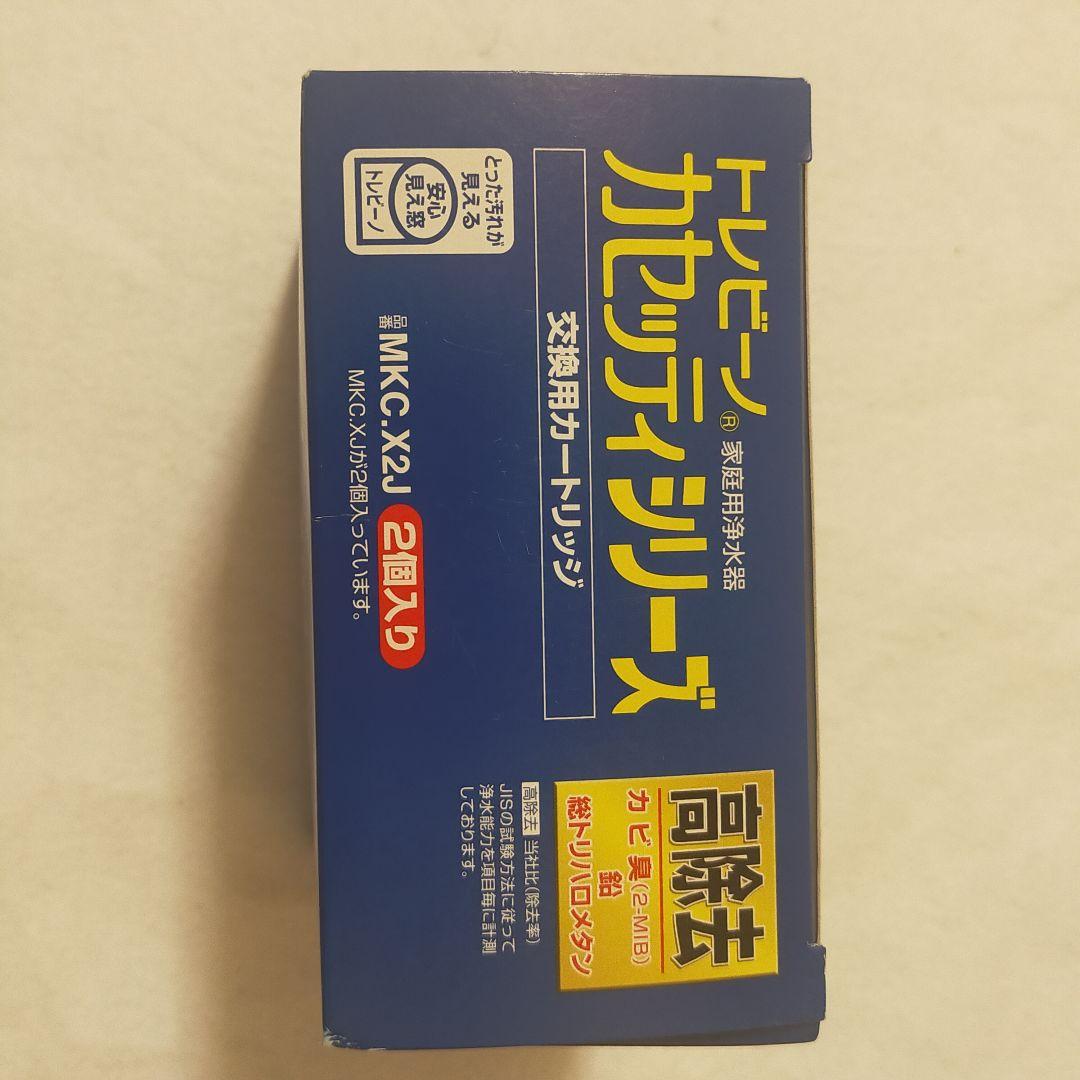 トレビーノ® 家庭用浄水器
カセッティシリーズ
交換用カートリッジ
とった汚れが
見える
安心
見え窓
トレビーノ
品番 MKC.X2J 2個入り
MKC.XJが2個入っています。
高除去
カビ臭(2-MIB)
鉛
総トリハロメタン
高除去 当社比(除去率)
JISの試験方法に従って
浄水能力を項目毎に計測
しております。